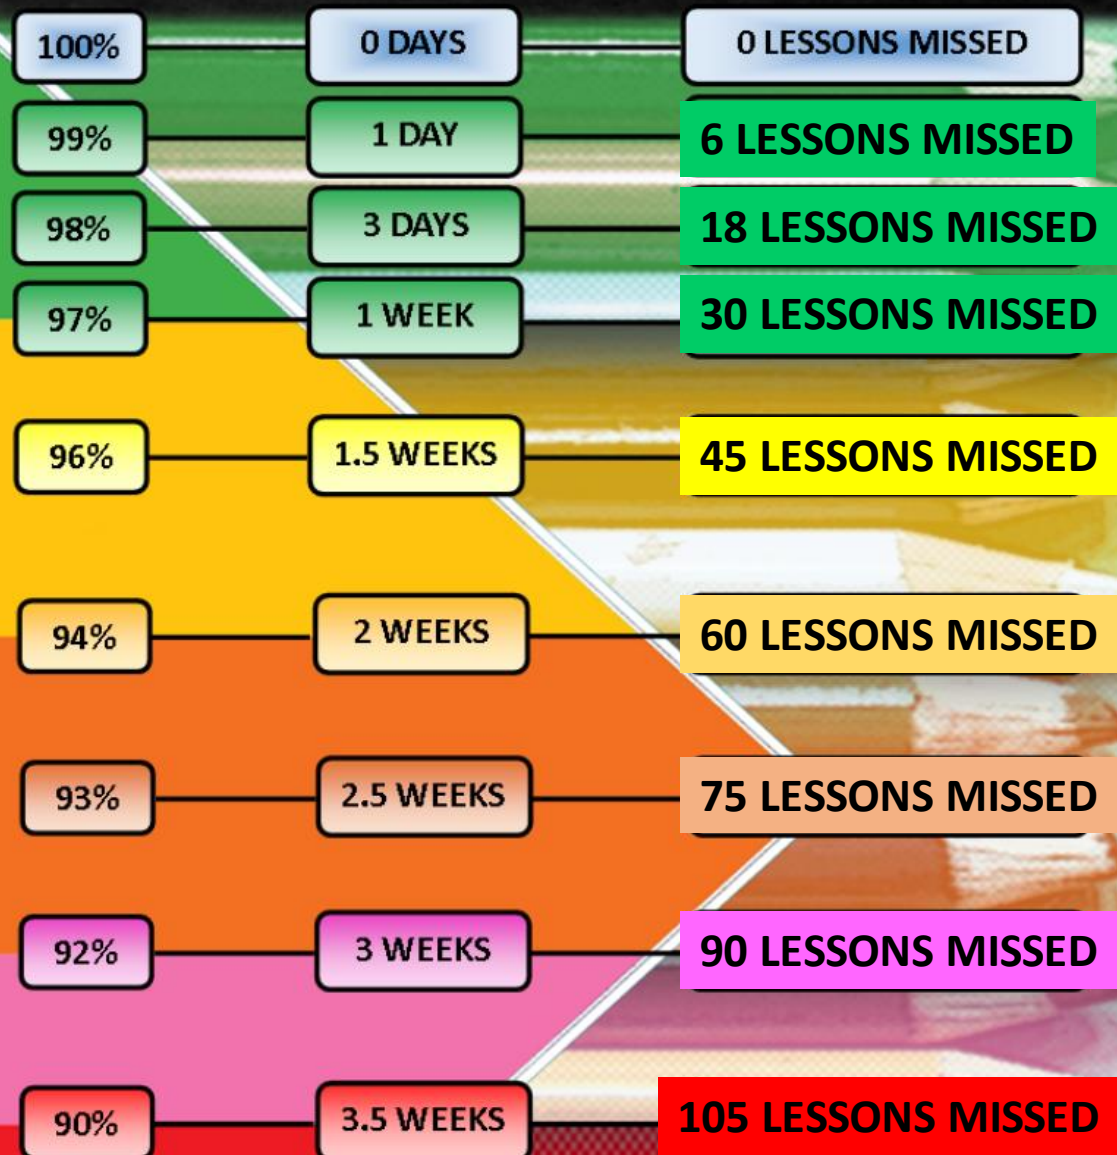 100% 0 DAYS 0 LESSONS MISSED
99% 1 DAY 6 LESSONS MISSED
98% 3 DAYS 18 LESSONS MISSED
97% 1 WEEK 30 LESSONS MISSED
96% 1.5 WEEKS 45 LESSONS MISSED
94% 2 WEEKS 60 LESSONS MISSED
93% 2.5 WEEKS 75 LESSONS MISSED
92% 3 WEEKS 90 LESSONS MISSED
90% 3.5 WEEKS 105 LESSONS MISSED